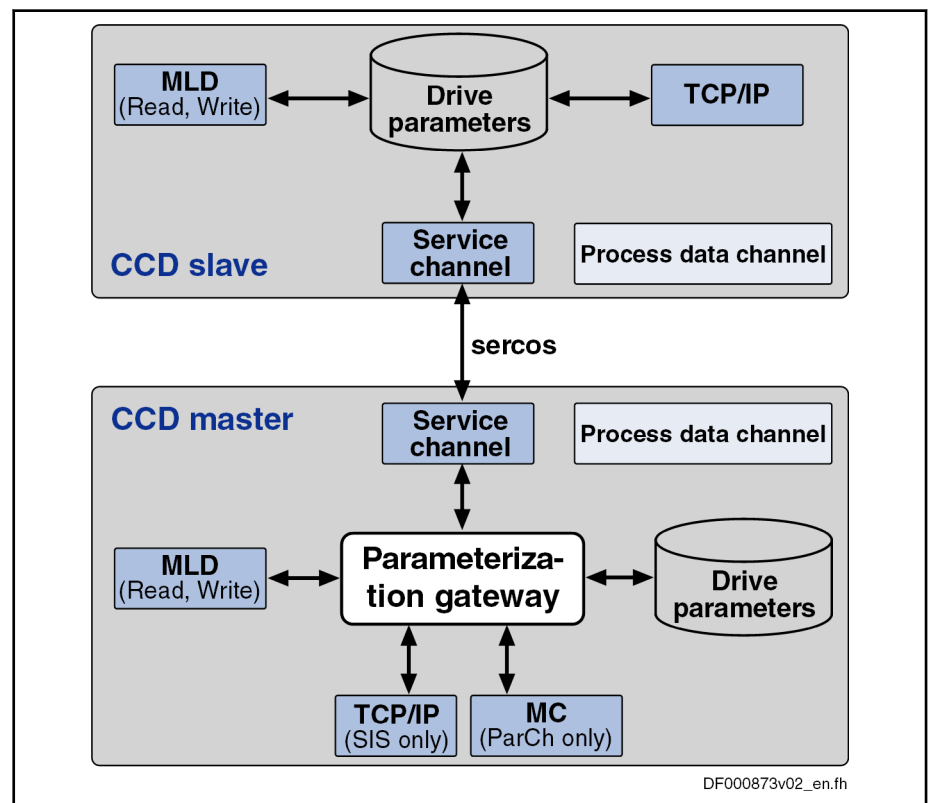 MLD
(Read, Write)
Drive
parameters
TCP/IP
Service
channel
Process data channel
CCD slave
sercos
CCD master
Service
channel
Process data channel
MLD
(Read, Write)
Parameteriza-
tion gateway
Drive
parameters
TCP/IP
(SIS only)
MC
(ParCh only)
DF000873v02_en.fh